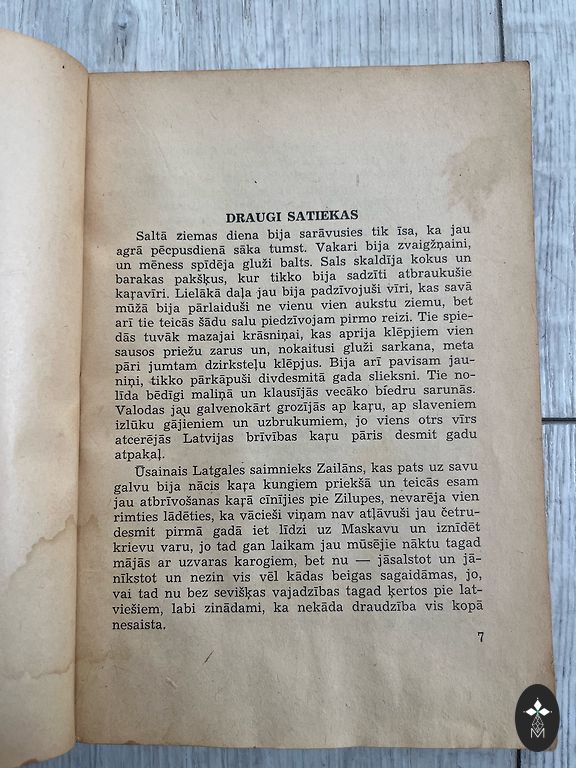 DRAUGI SATIEKAS
Saltā ziemas diena bija sarāvusies tik īsa, ka jau
agrā pēcpusdienā sāka tumst. Vakari bija zvaigžņaini,
un mēness spīdēja gluži balts. Sals skaldīja kokus un
barakas pakšķus, kur tikko bija sadzīti atbraukušie
kaŗavīri. Lielākā daļa jau bija padzīvojuši vīri, kas savā
mūžā bija pārlaiduši ne vienu vien aukstu ziemu, bet
arī tie teicās šādu salu piedzīvojam pirmo reizi. Tie spie-
dās tuvāk mazajai krāsniņai, kas aprija klēpjiem vien
sausos priežu zarus un, nokaitusi gluži sarkana, meta
pāri jumtam dzirksteļu klēpjus. Bija arī pavisam jau-
niņi, tikko pārkāpuši divdesmitā gada slieksni. Tie no-
līda bēdīgi maliņā un klausījās vecāko biedru sarunās.
Valodas jau galvenokārt grozījās ap kaŗu, ap slaveniem
izlūku gājieniem un uzbrukumiem, jo viens otrs vīrs
atcerējās Latvijas brīvības kaŗu pāris desmit gadu
atpakaļ.
Ūsainais Latgales saimnieks Zailāns, kas pats uz savu
galvu bija nācis kaŗa kungiem priekšā un teicās esam
jau atbrīvošanas kaŗā cīnījies pie Zilupes, nevarēja vien
rimties lādēties, ka vācieši viņam nav atļāvuši jau četru-
desmit pirmā gadā iet līdzi uz Maskavu un iznīdēt
krievu varu, jo tad gan laikam jau mūsējie nāktu tagad
mājās ar uzvaras karogiem, bet nu — jāsalstot un jā-
nīkstot un nezin vis vēl kādas beigas sagaidāmas, jo,
vai tad nu bez sevišķas vajadzības tagad ķertos pie lat-
viešiem, labi zinādami, ka nekāda draudzība vis kopā
nesaista.
7
M